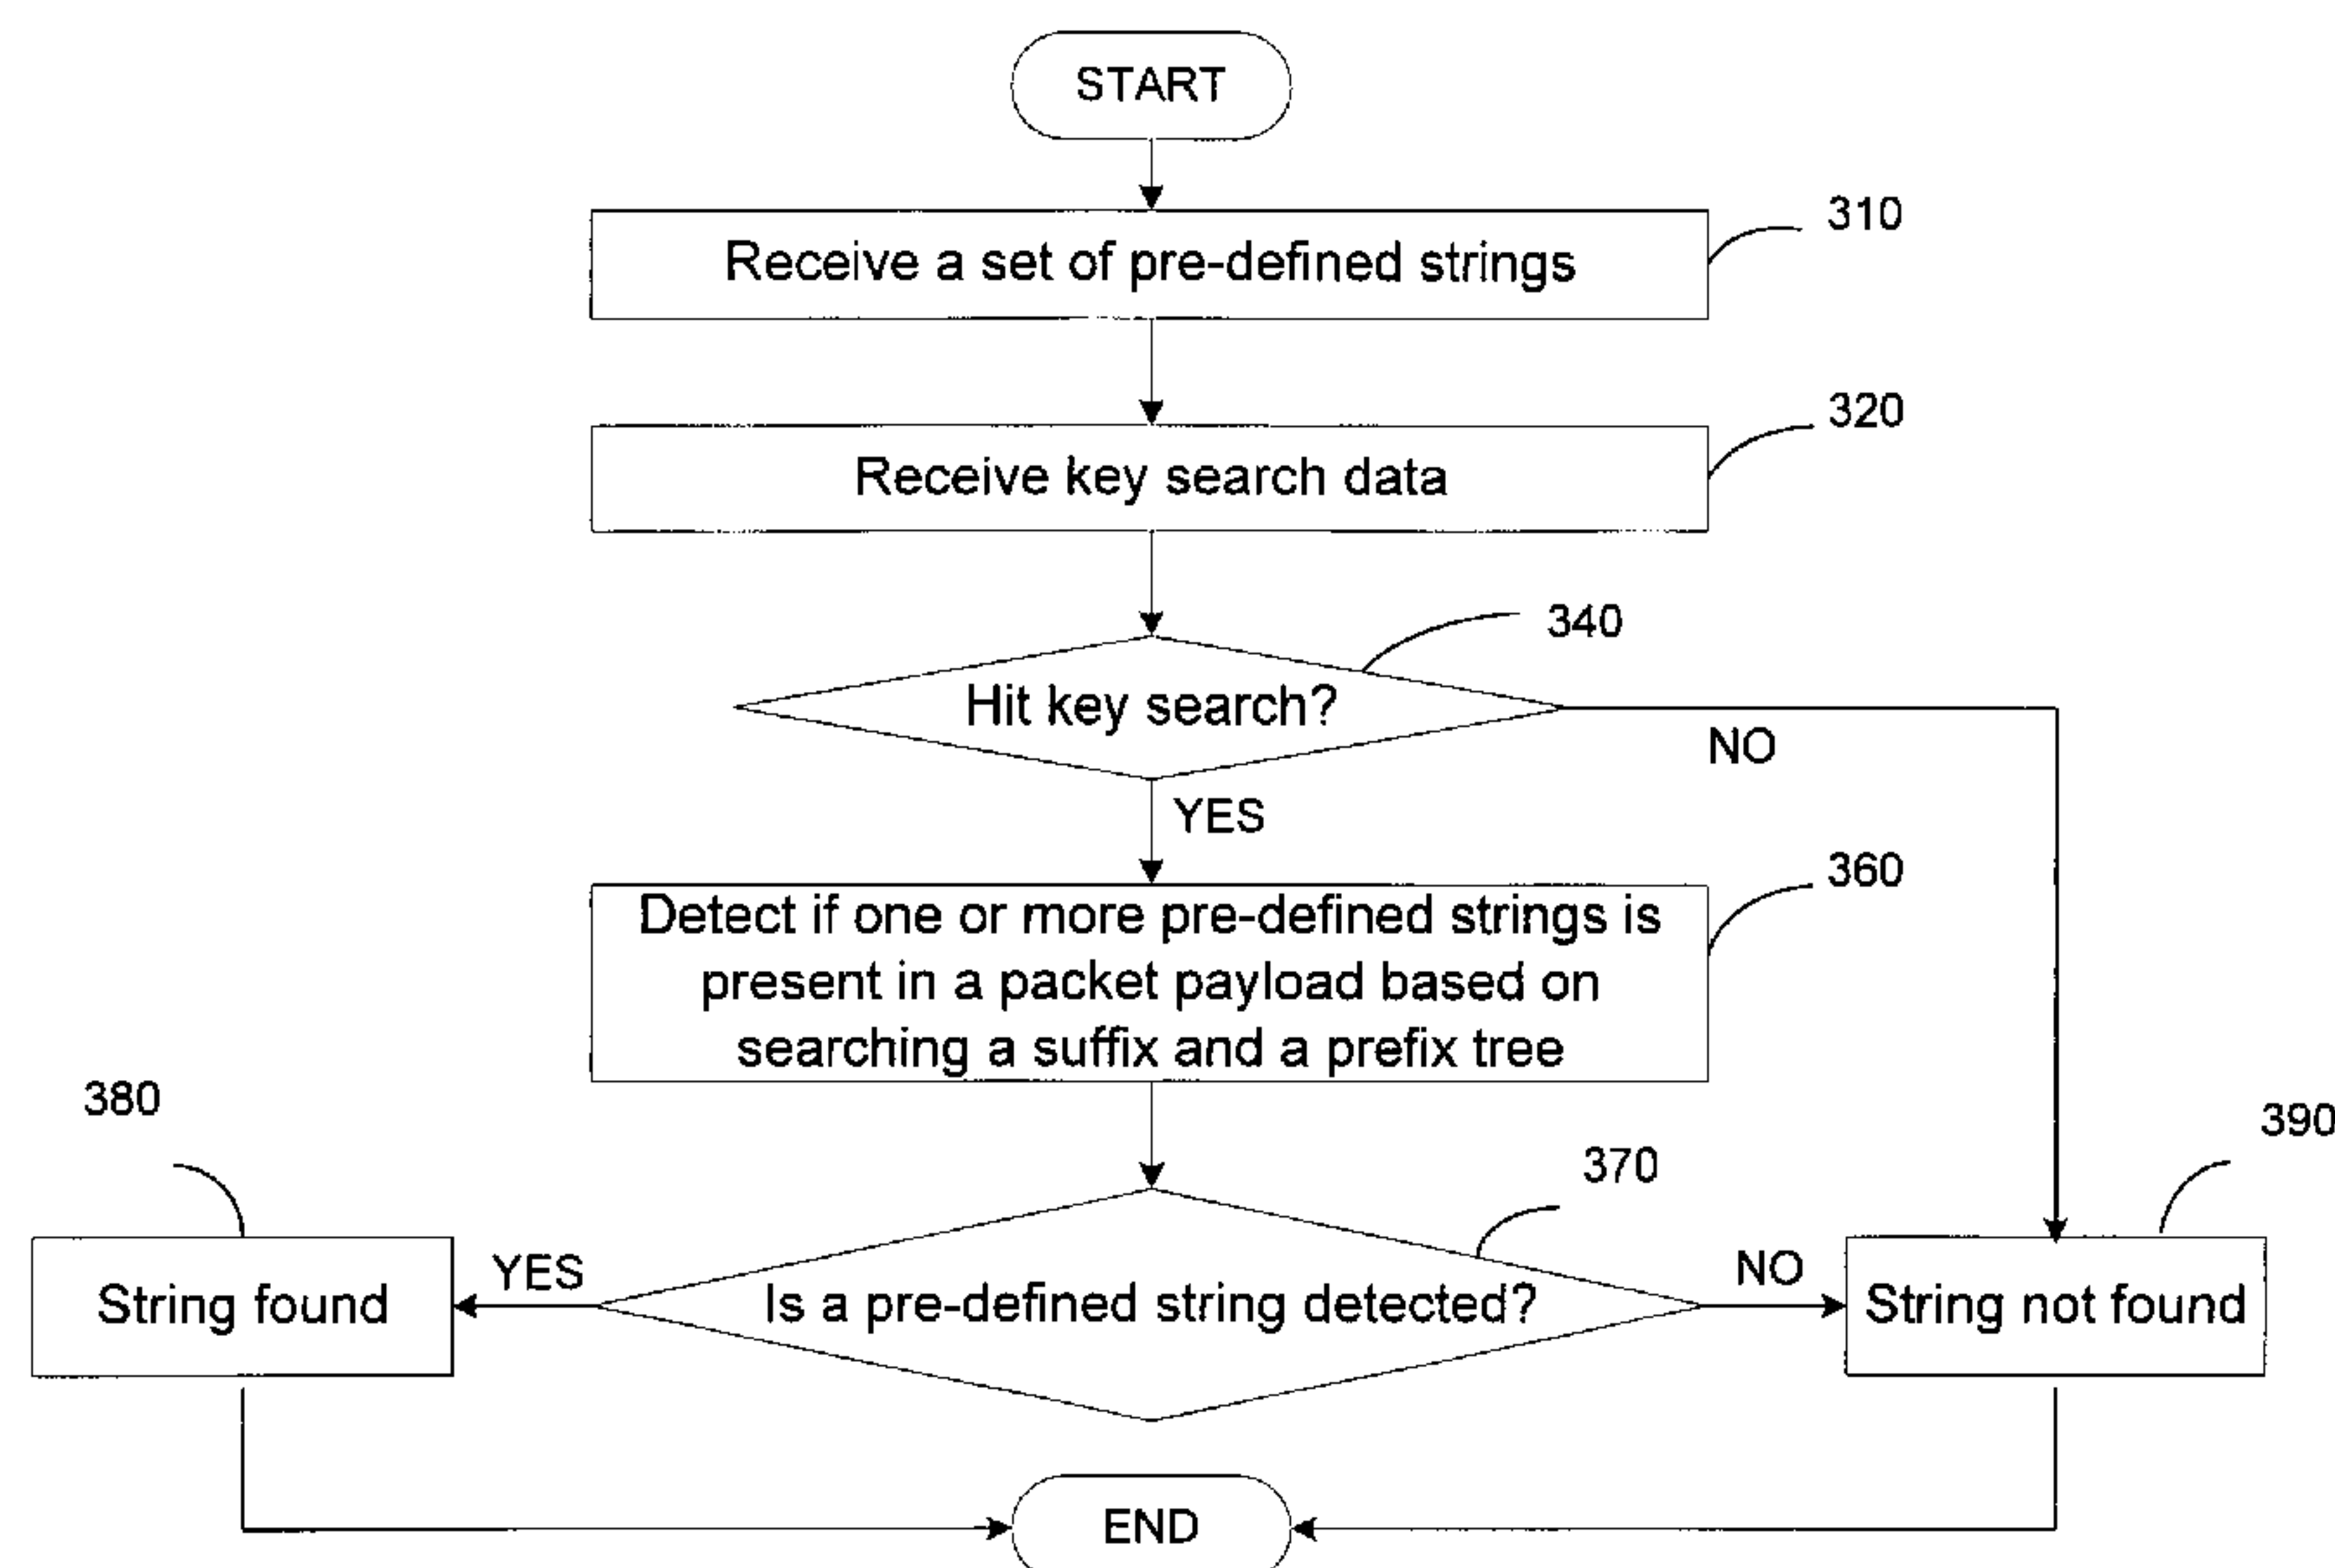 START
310
Receive a set of pre-defined strings
320
Receive key search data
340
Hit key search?
NO
YES
360
Detect if one or more pre-defined strings is
present in a packet payload based on
searching a suffix and a prefix tree
380
390
370
YES
NO
String found
Is a pre-defined string detected?
String not found
END